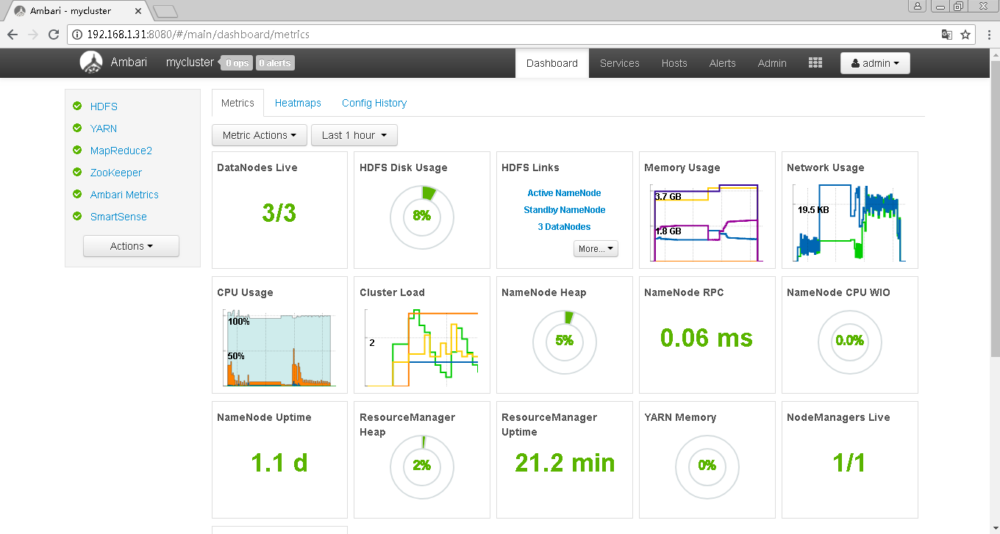 Ambari - mycluster
192.168.1.31:8080/#/main/dashboard/metrics
Ambari mycluster 0 ops 0 alerts Dashboard Services Hosts Alerts Admin admin
HDFS
YARN
MapReduce2
ZooKeeper
Ambari Metrics
SmartSense
Actions
Metrics Heatmaps Config History
Metric Actions Last 1 hour
DataNodes Live
3/3
HDFS Disk Usage
8%
HDFS Links
Active NameNode
Standby NameNode
3 DataNodes
More...
Memory Usage
3.7 GB
1.8 GB
Network Usage
19.5 KB
CPU Usage
100%
50%
Cluster Load
2
NameNode Heap
5%
NameNode RPC
0.06 ms
NameNode CPU WIO
0.0%
NameNode Uptime
1.1 d
ResourceManager
Heap
2%
ResourceManager
Uptime
21.2 min
YARN Memory
0%
NodeManagers Live
1/1